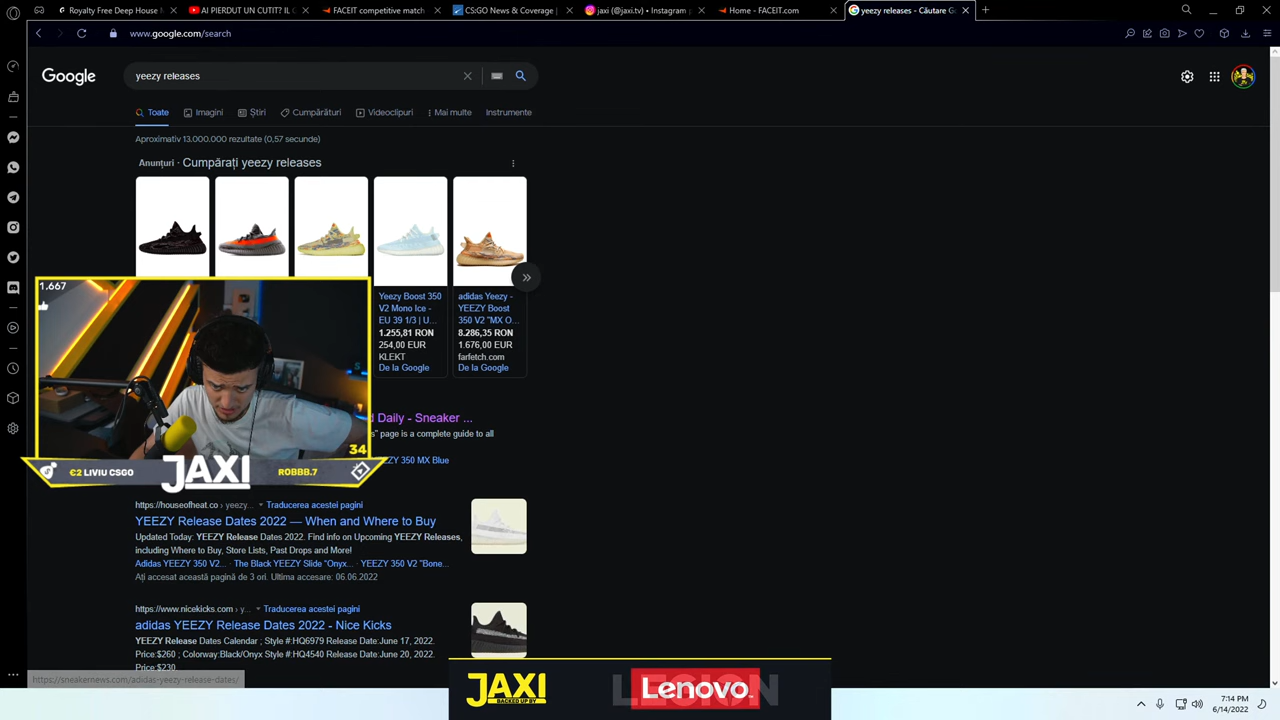 Royalty Free Deep House M
AI PIERDUT UN CUTIT? IL C
FACEIT competitive match
CS:GO News & Coverage |
jaxi (@jaxi.tv) • Instagram p
Home - FACEIT.com
yeezy releases - Căutare G
www.google.com/search
Google
yeezy releases
Toate
Imagini
Știri
Cumpărături
Videoclipuri
Mai multe
Instrumente
Aproximativ 13.000.000 rezultate (0,57 secunde)
Anunțuri · Cumpărați yeezy releases
Yeezy Boost 350
V2 Mono Ice -
EU 39 1/3 | U...
1.255,81 RON
254,00 EUR
KLEKT
De la Google
adidas Yeezy -
YEEZY Boost
350 V2 "MX O...
8.286,35 RON
1.676,00 EUR
farfetch.com
De la Google
1.667
34
€2 LIVIU CSGO
JAXI
ROBBB.7
d Daily - Sneaker ...
s" page is a complete guide to all
ZY 350 MX Blue
https://houseofheat.co › yeezy... Traducerea acestei pagini
YEEZY Release Dates 2022 — When and Where to Buy
Updated Today: YEEZY Release Dates 2022. Find info on Upcoming YEEZY Releases,
including Where to Buy, Store Lists, Past Drops and More!
Adidas YEEZY 350 V2... · The Black YEEZY Slide "Onyx... · YEEZY 350 V2 "Bone...
Ați accesat această pagină de 3 ori. Ultima accesare: 06.06.2022
https://www.nicekicks.com › y... Traducerea acestei pagini
adidas YEEZY Release Dates 2022 - Nice Kicks
YEEZY Release Dates Calendar ; Style #:HQ6979 Release Date:June 17, 2022.
Price:$260 ; Colorway:Black/Onyx Style #:HQ4540 Release Date:June 20, 2022.
Price:$230
https://sneakernews.com/adidas-yeezy-release-dates/
JAXI
BACKED UP BY
LEGION
Lenovo
7:14 PM
6/14/2022